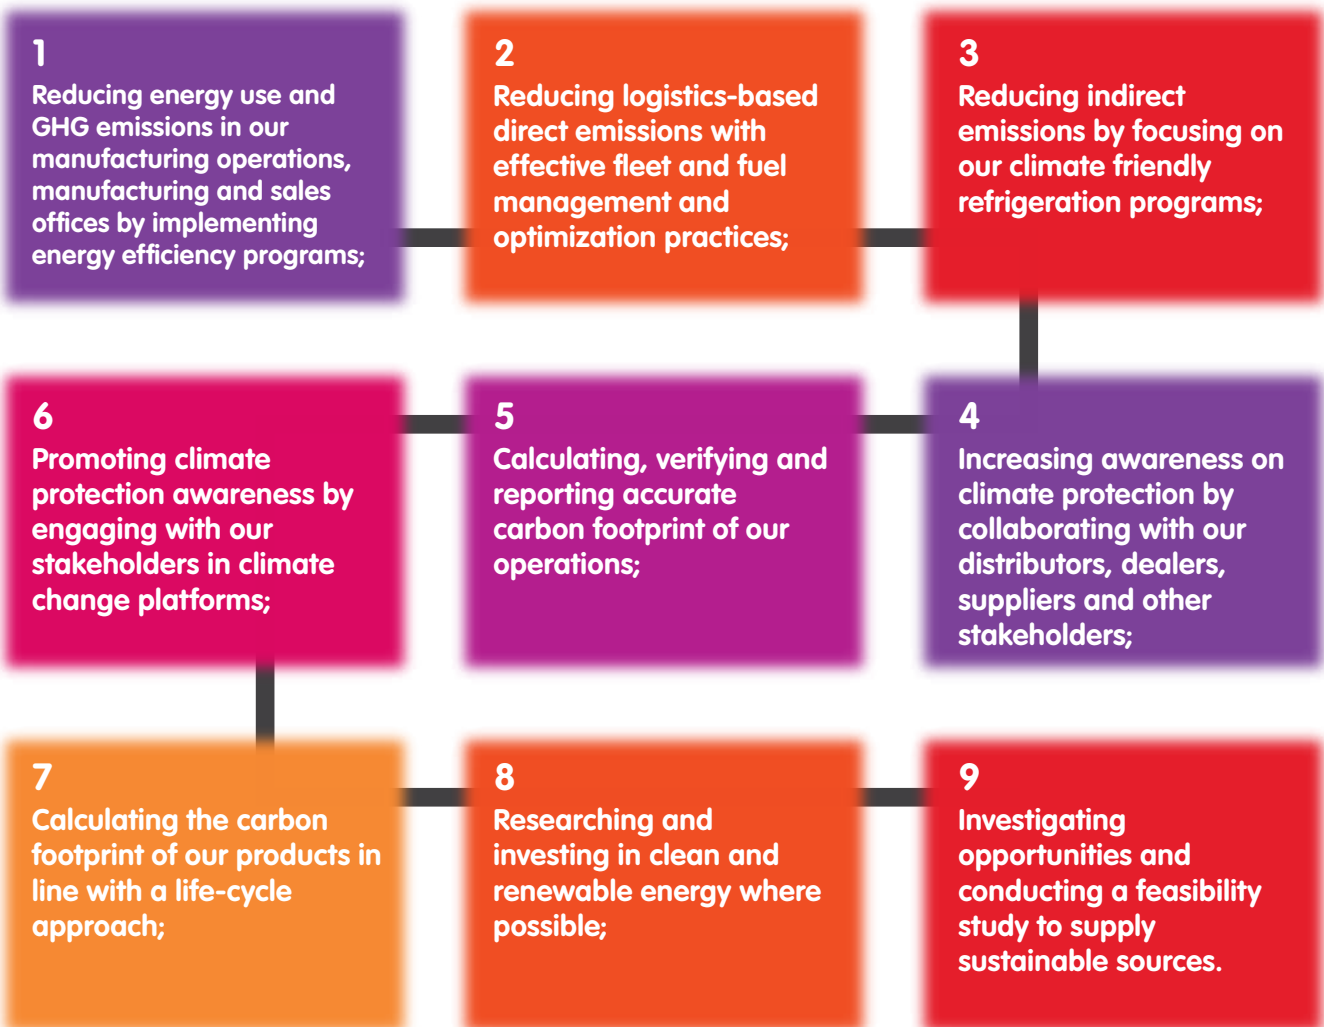 1
Reducing energy use and
GHG emissions in our
manufacturing operations,
manufacturing and sales
offices by implementing
energy efficiency programs;
2
Reducing logistics-based
direct emissions with
effective fleet and fuel
management and
optimization practices;
3
Reducing indirect
emissions by focusing on
our climate friendly
refrigeration programs;
4
Increasing awareness on
climate protection by
collaborating with our
distributors, dealers,
suppliers and other
stakeholders;
5
Calculating, verifying and
reporting accurate
carbon footprint of our
operations;
6
Promoting climate
protection awareness by
engaging with our
stakeholders in climate
change platforms;
7
Calculating the carbon
footprint of our products in
line with a life-cycle
approach;
8
Researching and
investing in clean and
renewable energy where
possible;
9
Investigating
opportunities and
conducting a feasibility
study to supply
sustainable sources.